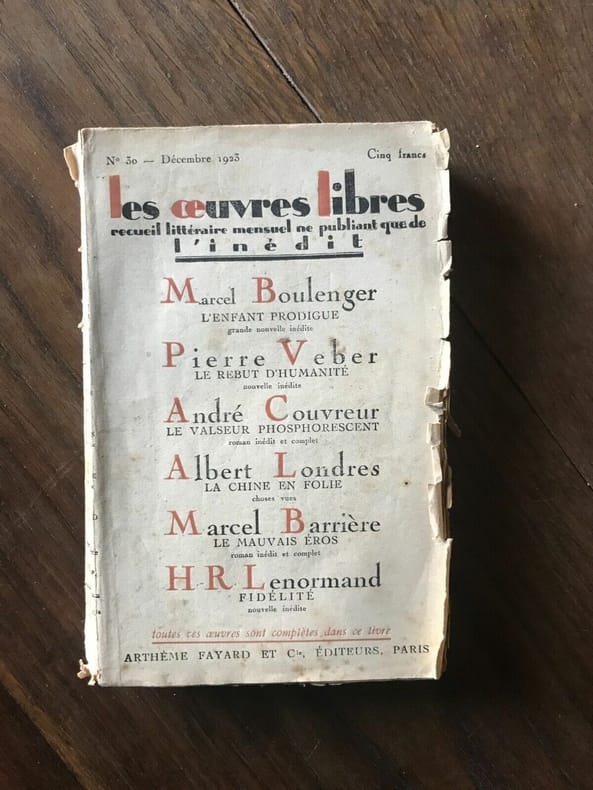 N° 30 — Décembre 1923 Cinq francs
les œuvres libres
recueil littéraire mensuel ne publiant que de
l'inédit
Marcel Boulenger
L'ENFANT PRODIGUE
grande nouvelle inédite
Pierre Veber
LE REBUT D'HUMANITÉ
nouvelle inédite
André Couvreur
LE VALSEUR PHOSPHORESCENT
roman inédit et complet
Albert Londres
LA CHINE EN FOLIE
choses vues
Marcel Barrière
LE MAUVAIS ÉROS
roman inédit et complet
H-R Lenormand
FIDÉLITÉ
nouvelle inédite
toutes ces œuvres sont complètes dans ce livre
ARTHÈME FAYARD ET Cie, ÉDITEURS, PARIS